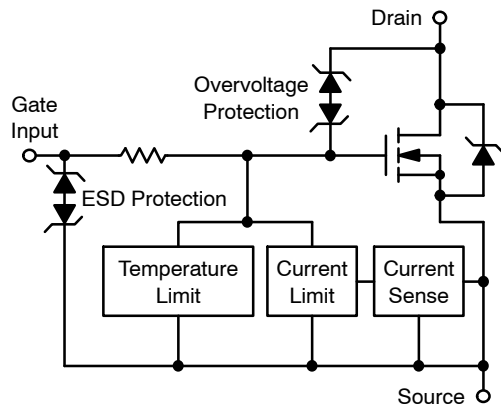 Drain
Overvoltage
Protection
Gate
Input
ESD Protection
Temperature
Limit
Current
Limit
Current
Sense
Source